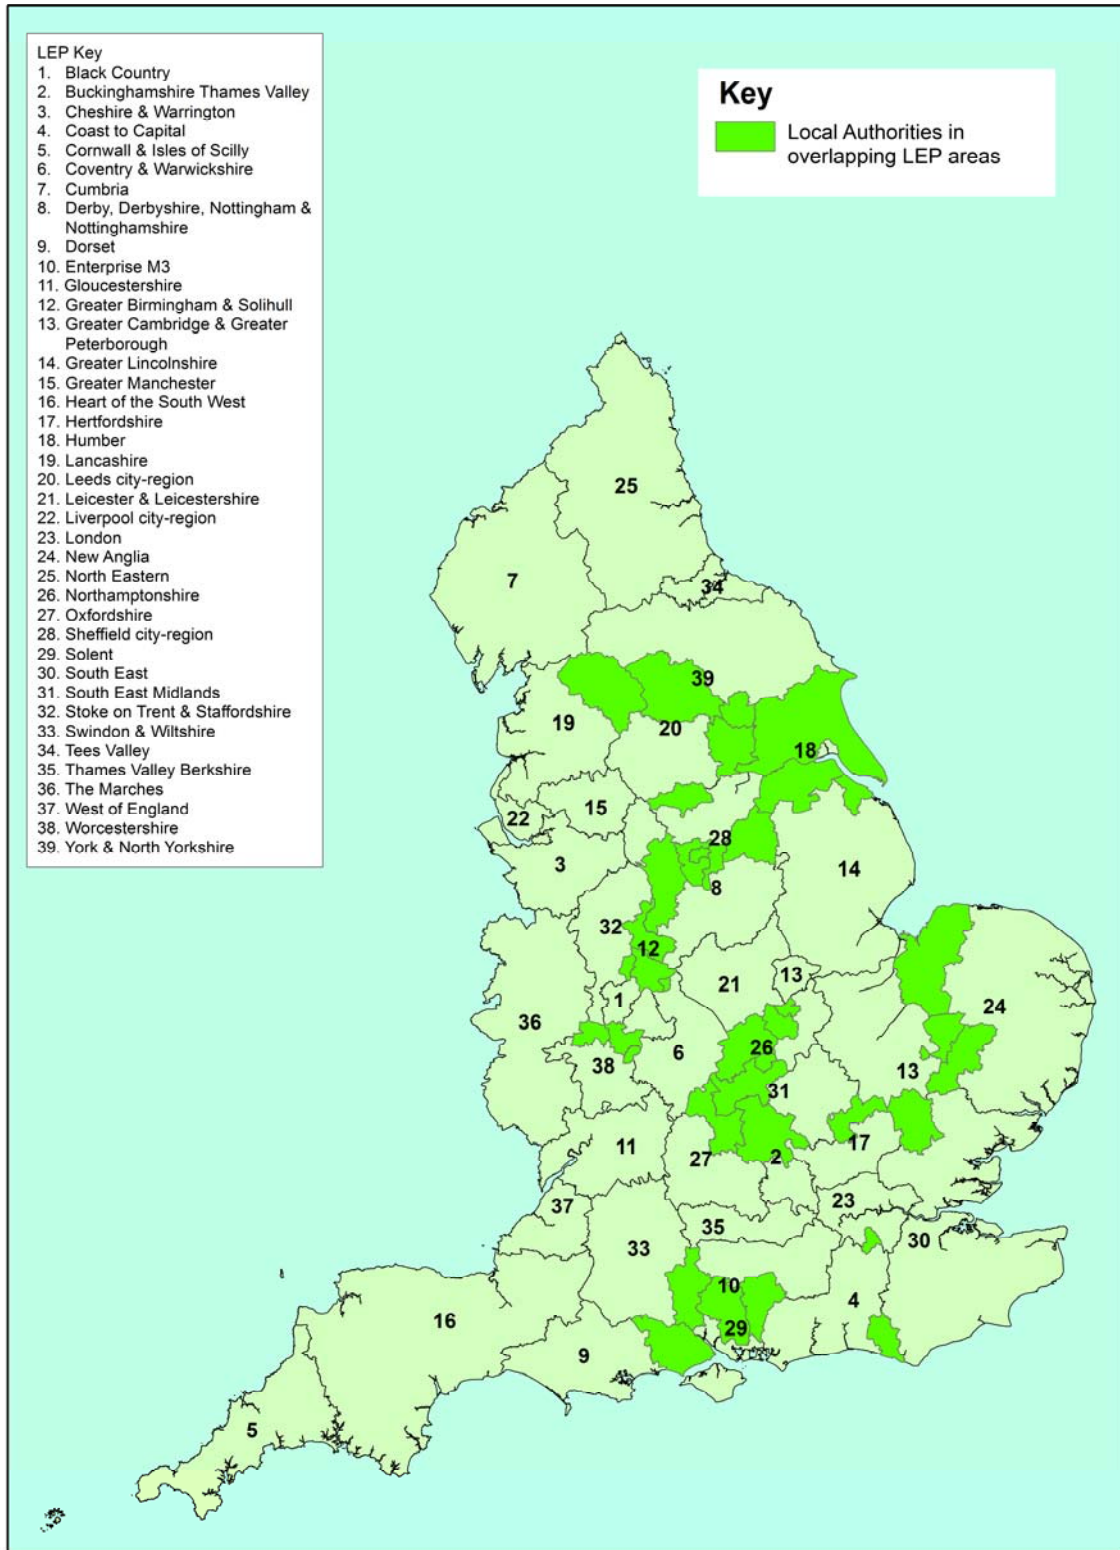 LEP Key
1. Black Country
2. Buckinghamshire Thames Valley
3. Cheshire & Warrington
4. Coast to Capital
5. Cornwall & Isles of Scilly
6. Coventry & Warwickshire
7. Cumbria
8. Derby, Derbyshire, Nottingham &
Nottinghamshire
9. Dorset
10. Enterprise M3
11. Gloucestershire
12. Greater Birmingham & Solihull
13. Greater Cambridge & Greater
Peterborough
14. Greater Lincolnshire
15. Greater Manchester
16. Heart of the South West
17. Hertfordshire
18. Humber
19. Lancashire
20. Leeds city-region
21. Leicester & Leicestershire
22. Liverpool city-region
23. London
24. New Anglia
25. North Eastern
26. Northamptonshire
27. Oxfordshire
28. Sheffield city-region
29. Solent
30. South East
31. South East Midlands
32. Stoke on Trent & Staffordshire
33. Swindon & Wiltshire
34. Tees Valley
35. Thames Valley Berkshire
36. The Marches
37. West of England
38. Worcestershire
39. York & North Yorkshire
Key
Local Authorities in
overlapping LEP areas
25
7
34
39
19
20
18
15
22
28
3
14
8
32
12
13
21
1
24
36
26
6
13
38
31
17
11
27
2
23
37
35
30
33
10
4
16
29
9
5